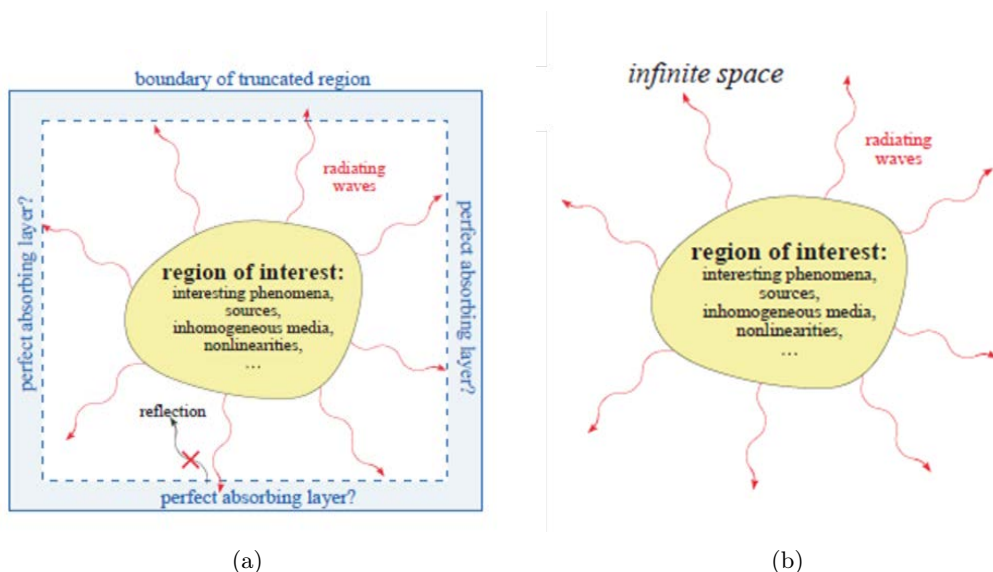 boundary of truncated region
perfect absorbing layer?
radiating
waves
perfect absorbing layer?
region of interest:
interesting phenomena,
sources,
inhomogeneous media,
nonlinearities,
...
reflection
perfect absorbing layer?
(a)
infinite space
radiating
waves
region of interest:
interesting phenomena,
sources,
inhomogeneous media,
nonlinearities,
...
(b)